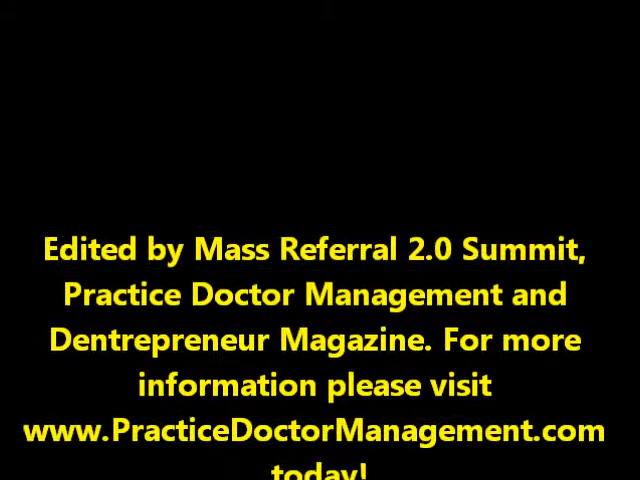 Edited by Mass Referral 2.0 Summit,
Practice Doctor Management and
Dentrepreneur Magazine. For more
information please visit
www.PracticeDoctorManagement.com
today!